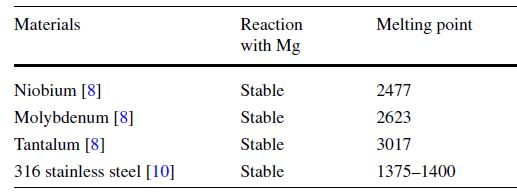 Materials Reaction with Mg Melting point
Niobium [8] Stable 2477
Molybdenum [8] Stable 2623
Tantalum [8] Stable 3017
316 stainless steel [10] Stable 1375–1400